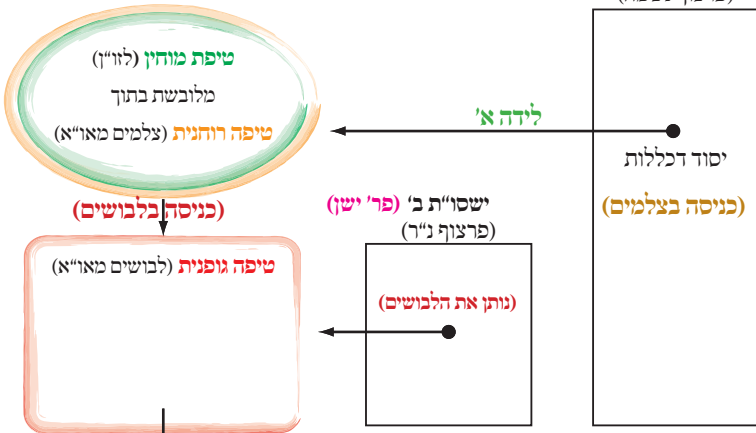 טיפת מוחין (לזו"ן)
מלובשת בתוך
טיפה רוחנית (צלמים מאו"א)
לידה א'
יסוד דכללות
(כניסה בצלמים)
(כניסה בלבושים)
ישסו"ת ב' (פר' ישן)
(פרצוף נ"ר)
טיפה גופנית (לבושים מאו"א)
(נותן את הלבושים)